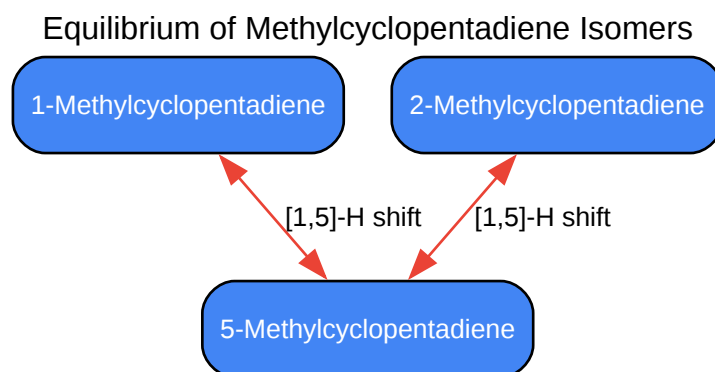 Equilibrium of Methylcyclopentadiene Isomers
1-Methylcyclopentadiene
2-Methylcyclopentadiene
[1,5]-H shift
[1,5]-H shift
5-Methylcyclopentadiene